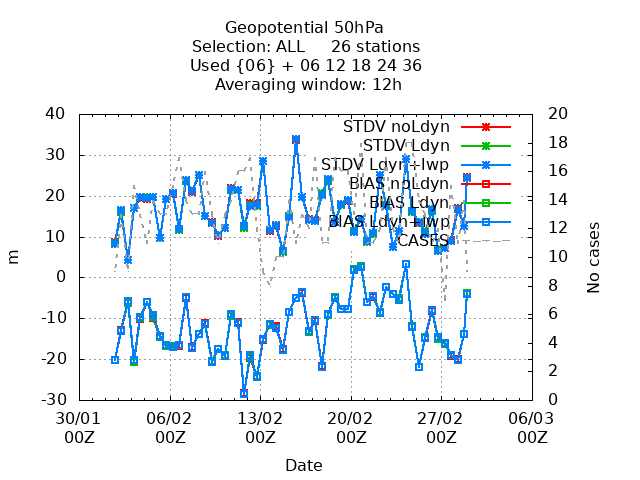 Geopotential 50hPa
Selection: ALL     26 stations
Used {06} + 06 12 18 24 36
Averaging window: 12h
40
30
20
10
0
-10
-20
-30
m
20
18
16
14
12
10
8
6
4
2
0
No cases
STDV noLdyn
STDV Ldyn
STDV Ldyn+lwp
BIAS noLdyn
BIAS Ldyn
BIAS Ldyn+lwp
CASES
30/01 06/02 13/02 20/02 27/02 06/03
00Z 00Z 00Z 00Z 00Z 00Z
Date